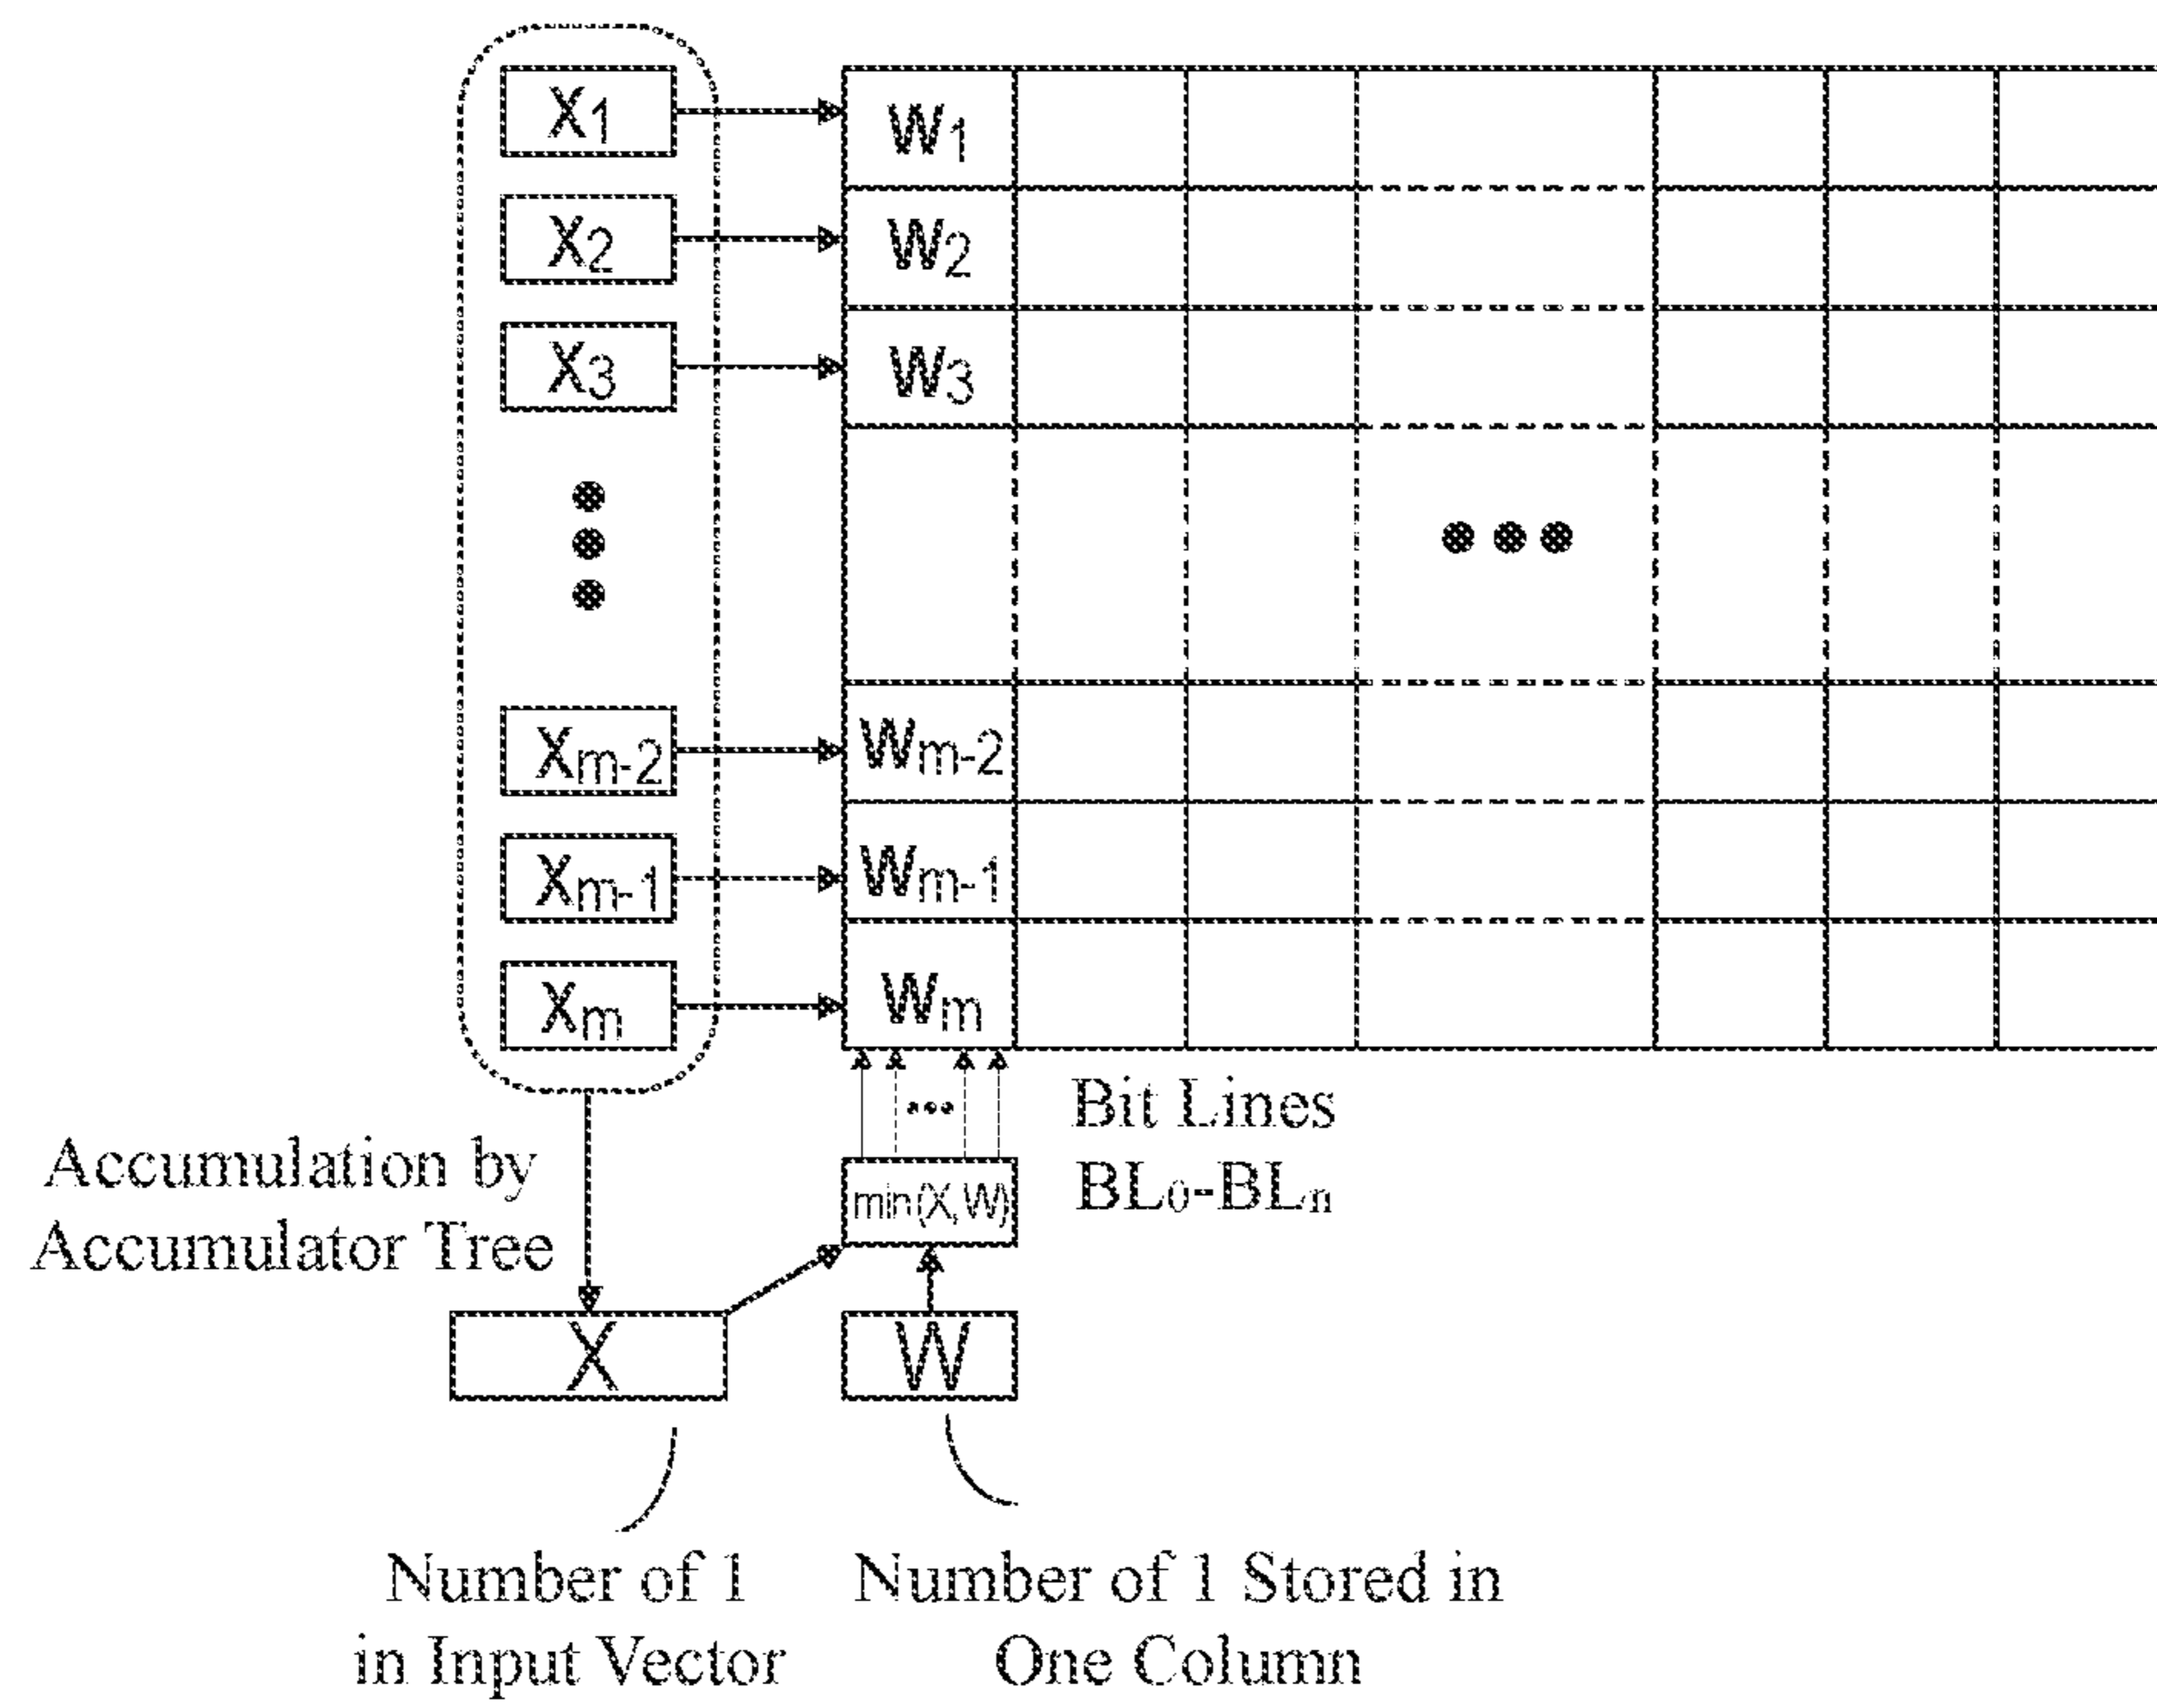 X1
W1
X2
W2
X3
W3
Xm-2
Wm-2
Xm-1
Wm-1
Xm
Wm
Bit Lines
BL0-BLn
Accumulation by
Accumulator Tree
min(X,W)
X
W
Number of 1
in Input Vector
Number of 1 Stored in
One Column